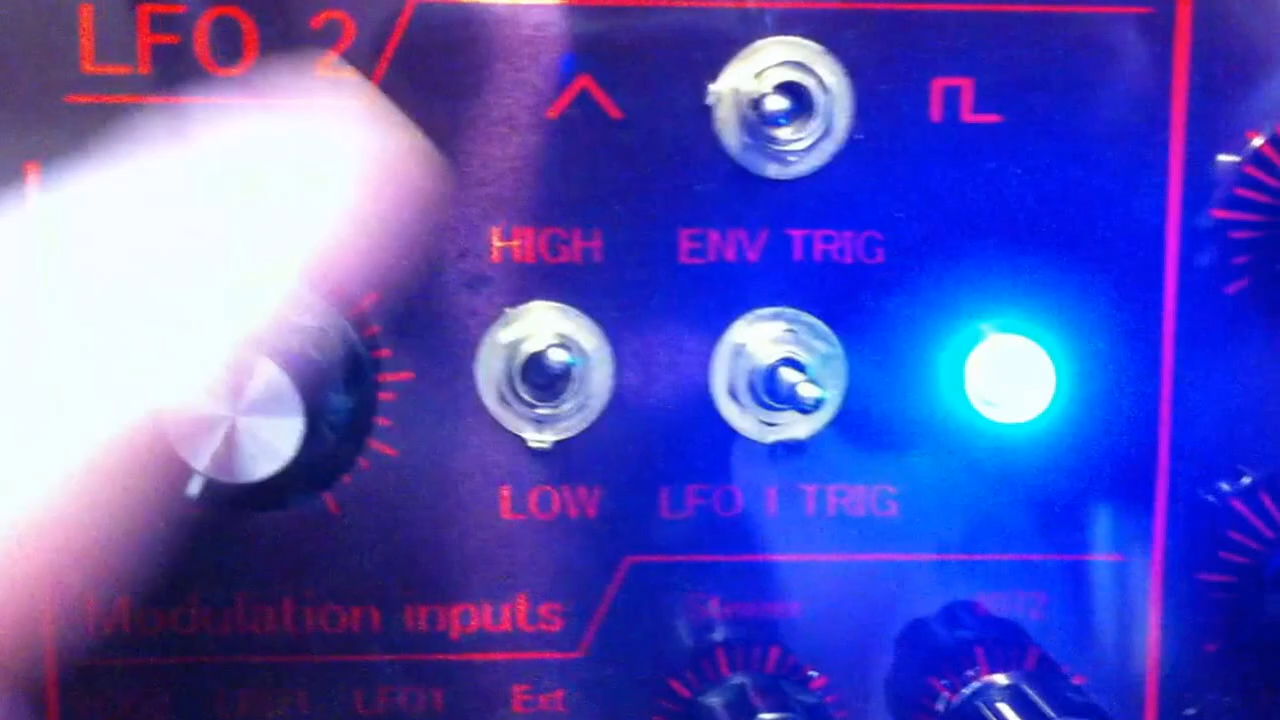 LFO 2
HIGH ENV TRIG
LOW LFO 1 TRIG
Modulation inputs
LFO1 Ext